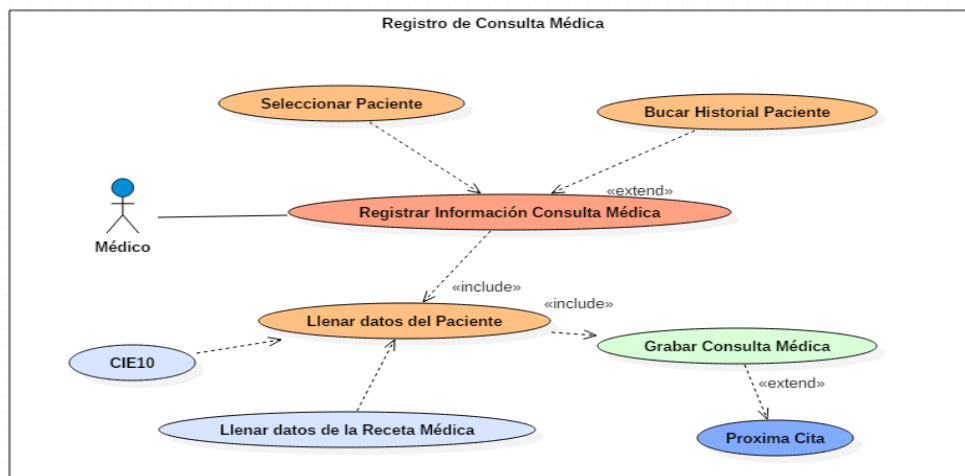 Registro de Consulta Médica
Seleccionar Paciente
Bucar Historial Paciente
«extend»
Registrar Información Consulta Médica
Médico
«include»
«include»
Llenar datos del Paciente
Grabar Consulta Médica
CIE10
«extend»
Llenar datos de la Receta Médica
Proxima Cita